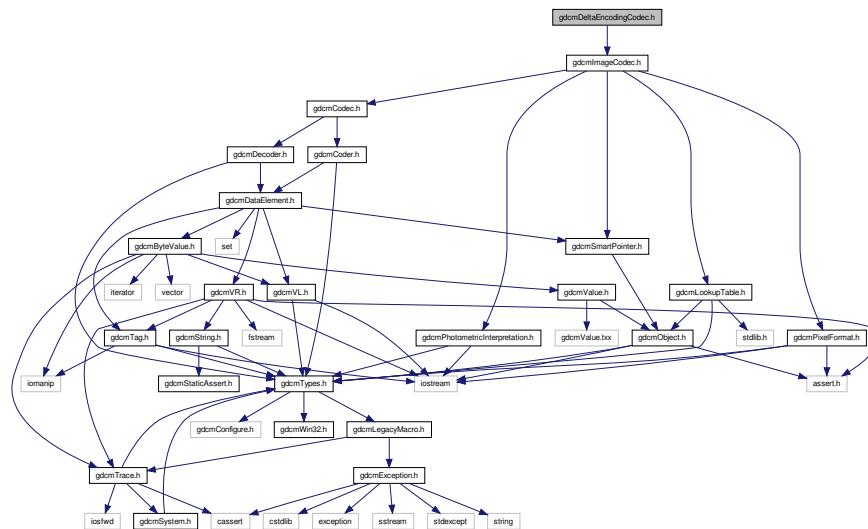 gdcmDeltaEncodingCodec.h
gdcmImageCodec.h
gdcmCodec.h
gdcmDecoder.h
gdcmCoder.h
gdcmDataElement.h
gdcmByteValue.h
set
gdcmSmartPointer.h
iterator
vector
gdcmVR.h
gdcmVL.h
gdcmValue.h
gdcmLookupTable.h
gdcmTag.h
gdcmString.h
fstream
gdcmPhotometricInterpretation.h
gdcmValue.txx
gdcmObject.h
stdlib.h
gdcmPixelFormat.h
iomanip
gdcmStaticAssert.h
gdcmTypes.h
iostream
assert.h
gdcmConfigure.h
gdcmWin32.h
gdcmLegacyMacro.h
gdcmTrace.h
gdcmException.h
iosfwd
gdcmSystem.h
cassert
cstdlib
exception
sstream
stdexcept
string